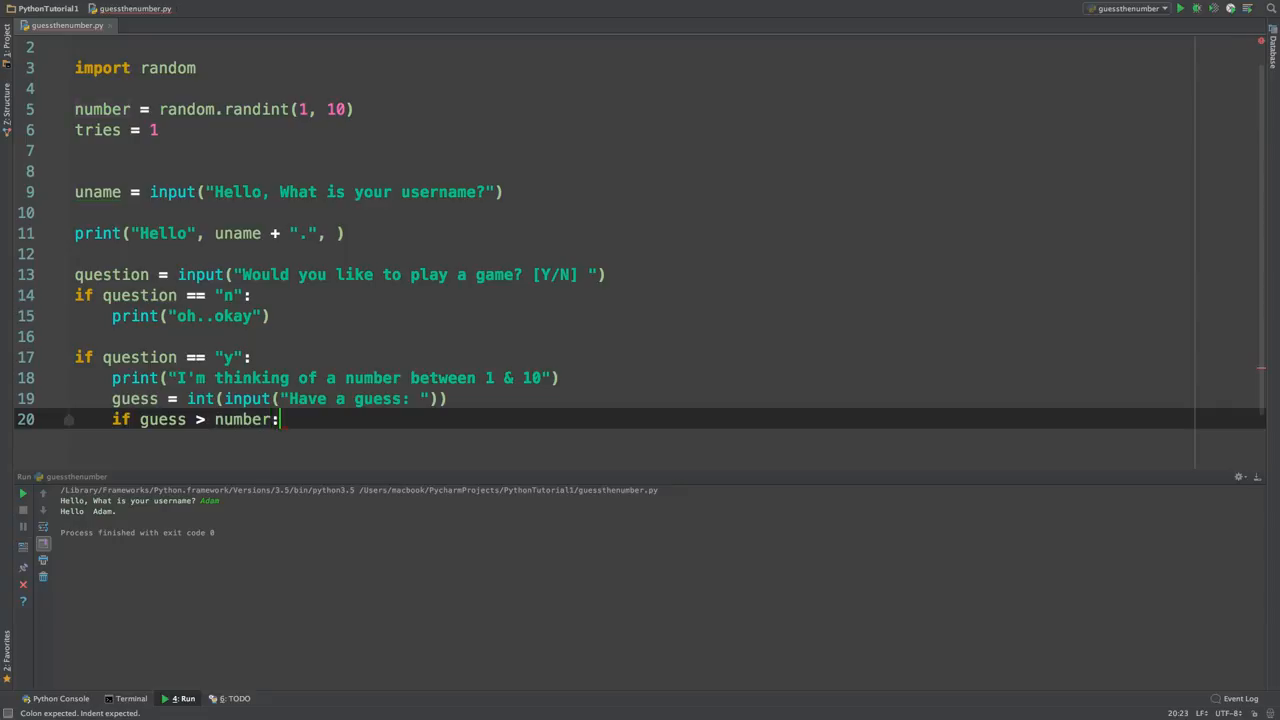 PythonTutorial1 guessthenumber.py guessthenumber
guessthenumber.py
1: Project
7: Structure
2: Favorites
Database
2
3 import random
4
5 number = random.randint(1, 10)
6 tries = 1
7
8
9 uname = input("Hello, What is your username?")
10
11 print("Hello", uname + ".", )
12
13 question = input("Would you like to play a game? [Y/N] ")
14 if question == "n":
15 print("oh..okay")
16
17 if question == "y":
18 print("I'm thinking of a number between 1 & 10")
19 guess = int(input("Have a guess: "))
20 if guess > number:
Run guessthenumber
/Library/Frameworks/Python.framework/Versions/3.5/bin/python3.5 /Users/macbook/PycharmProjects/PythonTutorial1/guessthenumber.py
Hello, What is your username? Adam
Hello  Adam.
Process finished with exit code 0
Python Console Terminal 4: Run 6: TODO Event Log
Colon expected. Indent expected. 20:23 LF÷ UTF-8÷